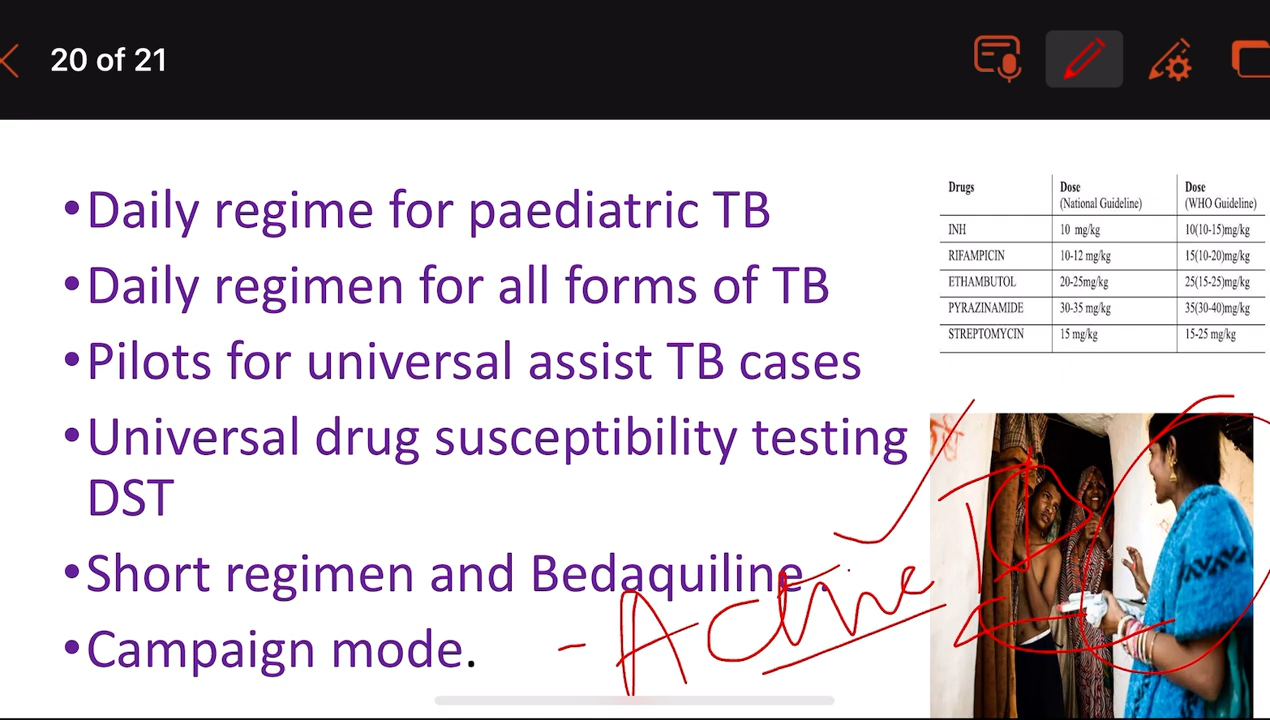 20 of 21
•Daily regime for paediatric TB
•Daily regimen for all forms of TB
•Pilots for universal assist TB cases
•Universal drug susceptibility testing
DST
•Short regimen and Bedaquiline .
•Campaign mode.
- Active
TB
Drugs Dose Dose
(National Guideline) (WHO Guideline)
INH 10 mg/kg 10(10-15)mg/kg
RIFAMPICIN 10-12 mg/kg 15(10-20)mg/kg
ETHAMBUTOL 20-25mg/kg 25(15-25)mg/kg
PYRAZINAMIDE 30-35 mg/kg 35(30-40)mg/kg
STREPTOMYCIN 15 mg/kg 15-25 mg/kg